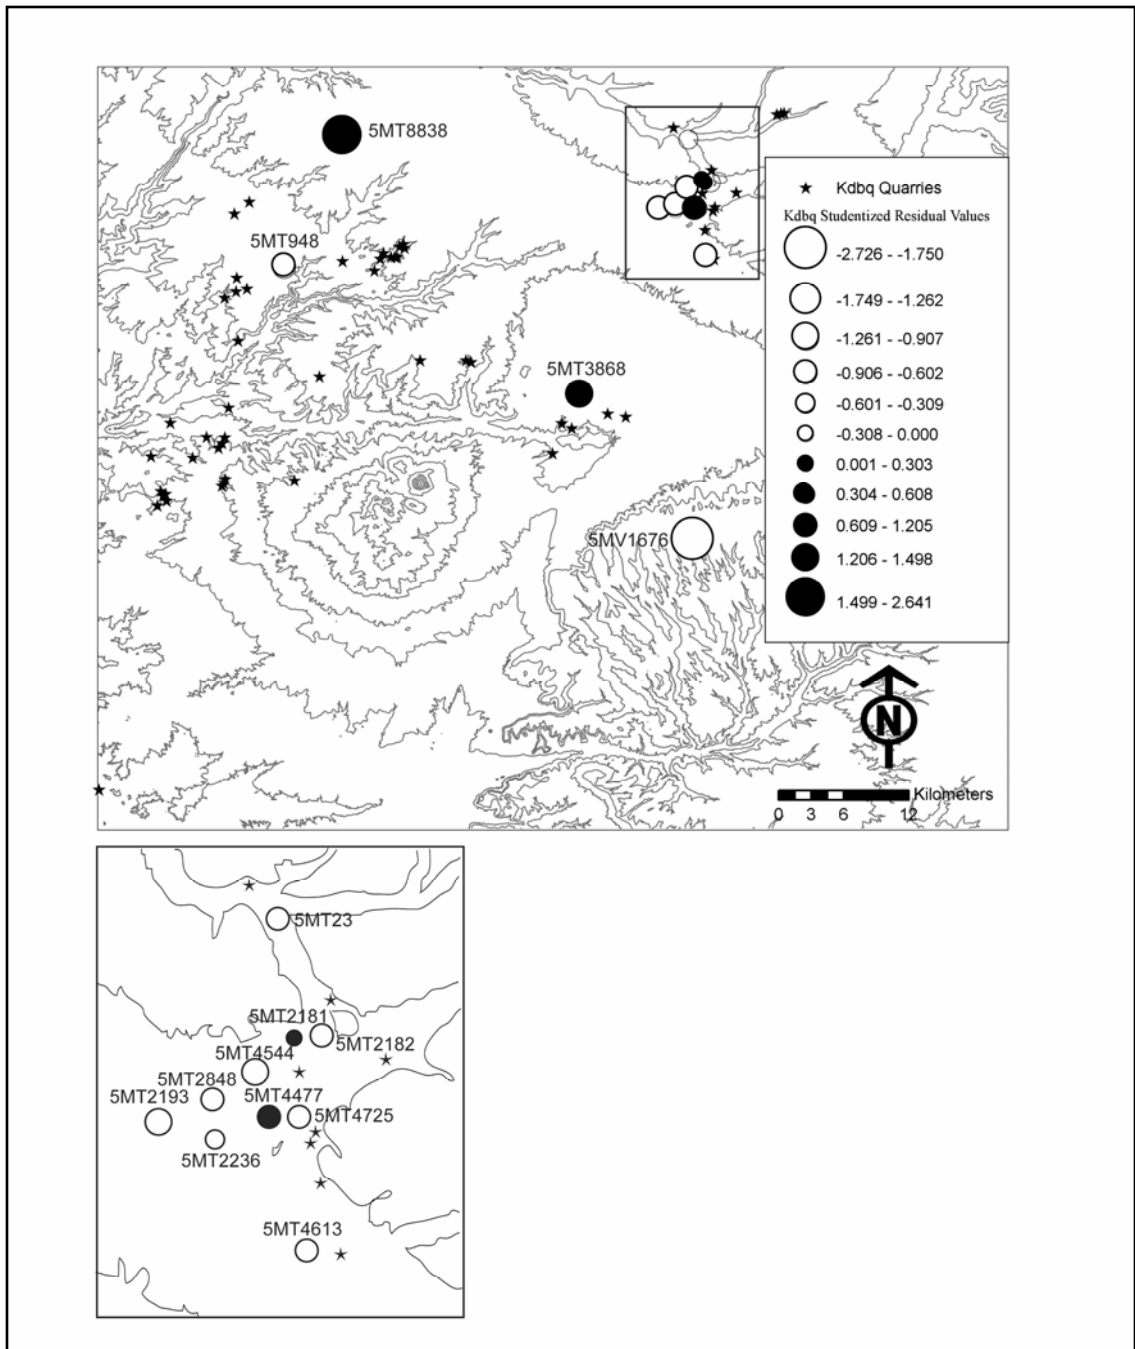 5MT8838
5MT948
5MT3868
5MV1676
Kdbq Quarries
Kdbq Studentized Residual Values
-2.726 - -1.750
-1.749 - -1.262
-1.261 - -0.907
-0.906 - -0.602
-0.601 - -0.309
-0.308 - 0.000
0.001 - 0.303
0.304 - 0.608
0.609 - 1.205
1.206 - 1.498
1.499 - 2.641
N
Kilometers
0 3 6 12
5MT23
5MT2181
5MT2182
5MT4544
5MT2848
5MT2193
5MT4477
5MT4725
5MT2236
5MT4613